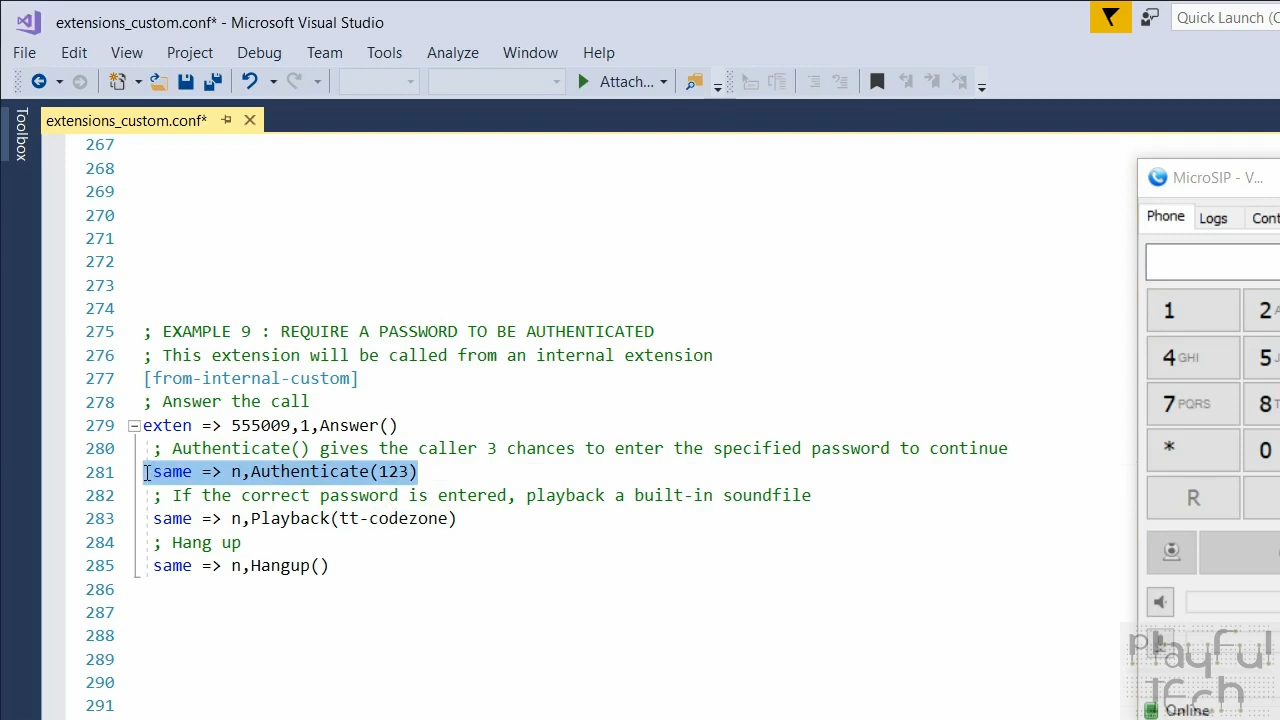 extensions_custom.conf* - Microsoft Visual Studio
Quick Launch (C
File Edit View Project Debug Team Tools Analyze Window Help
Attach...
Toolbox
extensions_custom.conf*
267
268
269
270
271
272
273
274
275 ; EXAMPLE 9 : REQUIRE A PASSWORD TO BE AUTHENTICATED
276 ; This extension will be called from an internal extension
277 [from-internal-custom]
278 ; Answer the call
279 exten => 555009,1,Answer()
280 ; Authenticate() gives the caller 3 chances to enter the specified password to continue
281 same => n,Authenticate(123)
282 ; If the correct password is entered, playback a built-in soundfile
283 same => n,Playback(tt-codezone)
284 ; Hang up
285 same => n,Hangup()
286
287
288
289
290
291
MicroSIP - V...
Phone Logs Cont
1 2
4 GHI 5
7 PQRS 8
* 0
R
playful
tech
Online